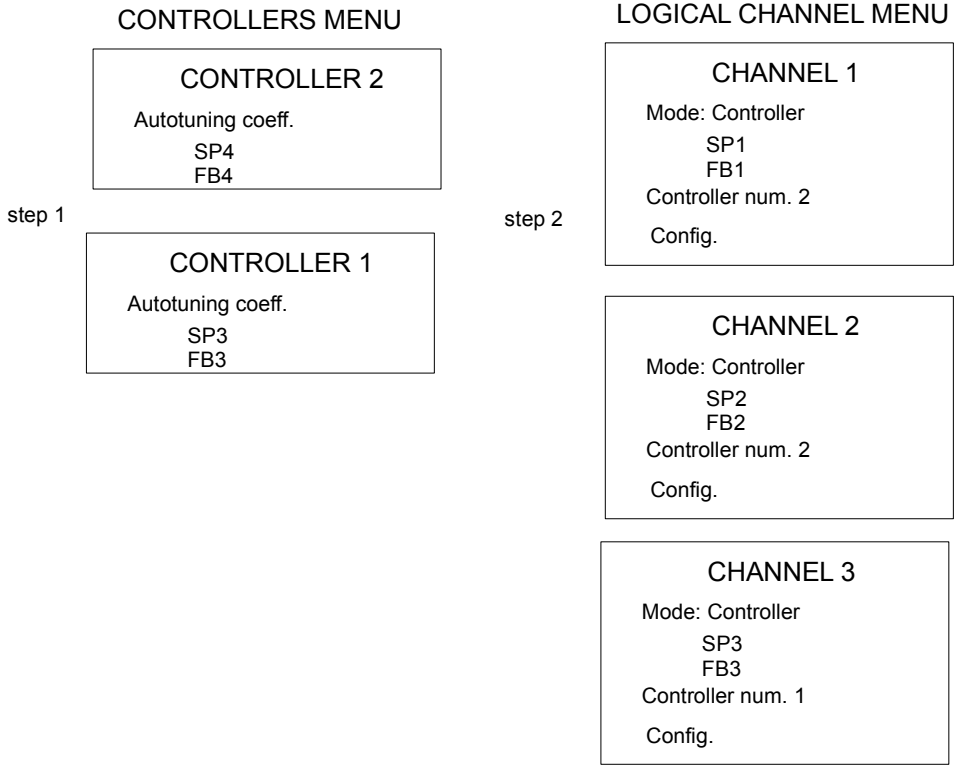 CONTROLLERS MENU
CONTROLLER 2
Autotuning coeff.
SP4
FB4
step 1
CONTROLLER 1
Autotuning coeff.
SP3
FB3
LOGICAL CHANNEL MENU
CHANNEL 1
Mode: Controller
SP1
FB1
Controller num. 2
Config.
step 2
CHANNEL 2
Mode: Controller
SP2
FB2
Controller num. 2
Config.
CHANNEL 3
Mode: Controller
SP3
FB3
Controller num. 1
Config.